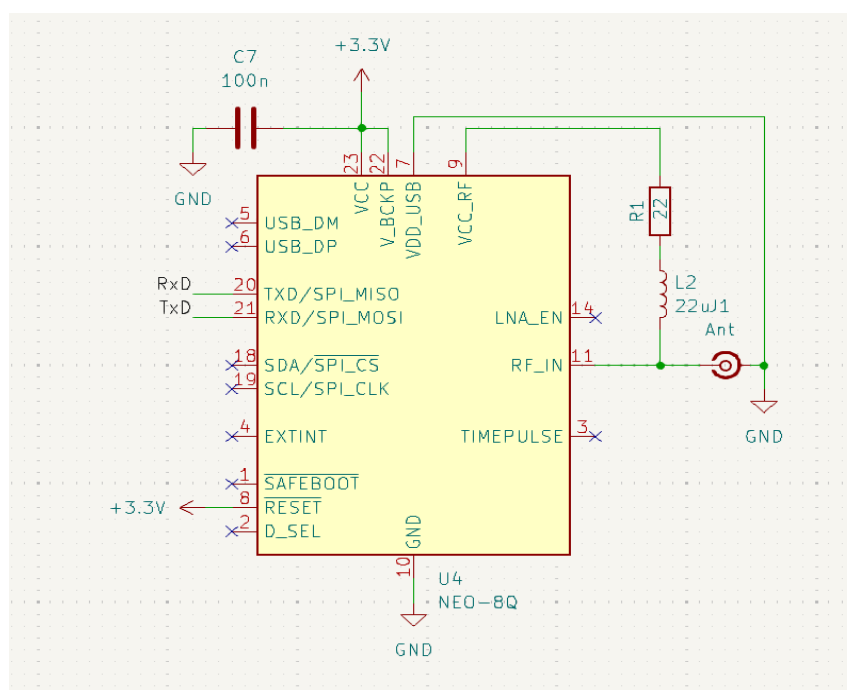 +3.3V
C7
100n
GND
23
22
7
9
VCC
V_BCKP
VDD_USB
VCC_RF
R1
22
5
USB_DM
6
USB_DP
RxD
20
TXD/SPI_MISO
TxD
21
RXD/SPI_MOSI
L2
22uJ1
Ant
14
LNA_EN
18
SDA/SPI_CS
11
RF_IN
19
SCL/SPI_CLK
4
EXTINT
3
TIMEPULSE
GND
1
SAFEBOOT
+3.3V
8
RESET
2
D_SEL
GND
10
U4
NEO-8Q
GND